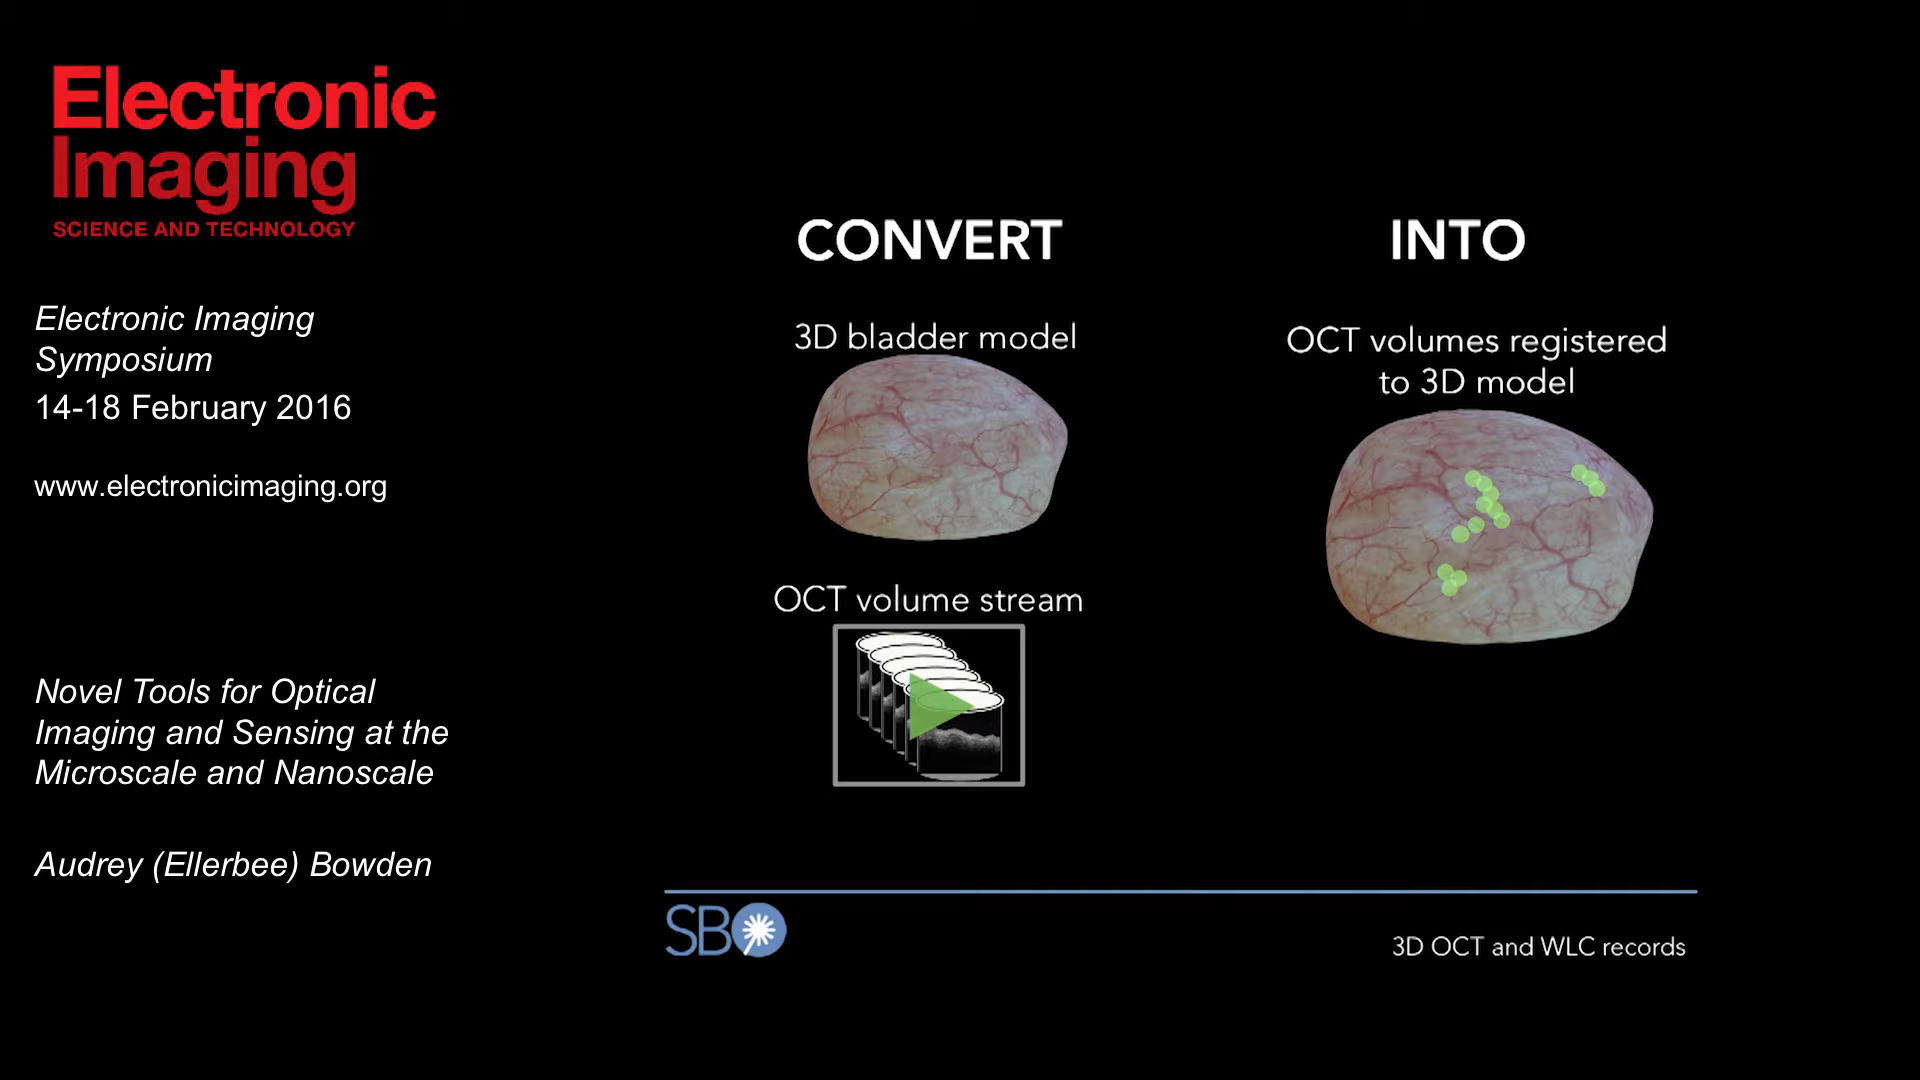 Electronic
Imaging
SCIENCE AND TECHNOLOGY
Electronic Imaging
Symposium
14-18 February 2016
www.electronicimaging.org
Novel Tools for Optical
Imaging and Sensing at the
Microscale and Nanoscale
Audrey (Ellerbee) Bowden
CONVERT
3D bladder model
OCT volume stream
INTO
OCT volumes registered
to 3D model
SBO
3D OCT and WLC records